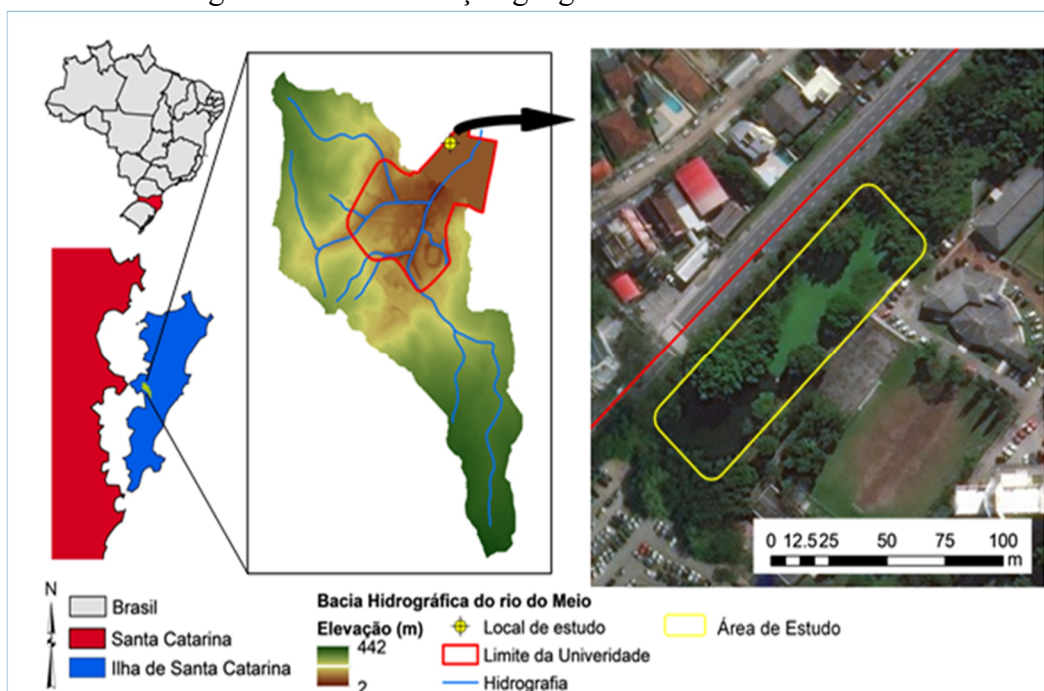 0 12.525 50 75 100
m
N
Brasil
Santa Catarina
Ilha de Santa Catarina
Bacia Hidrográfica do rio do Meio
Elevação (m)
442
2
Local de estudo
Limite da Univeridade
Hidrografia
Área de Estudo